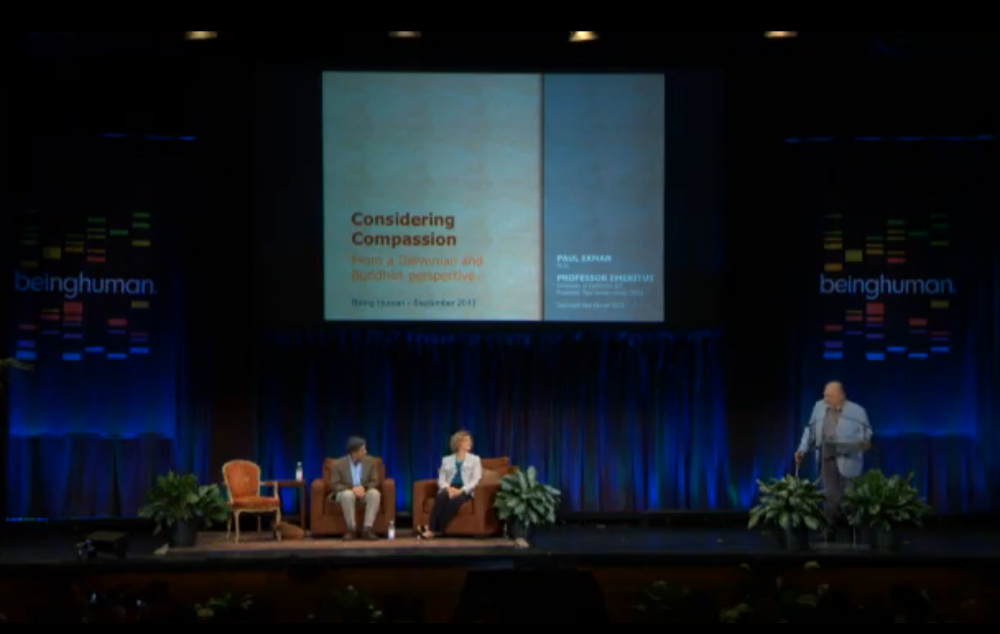 Considering
Compassion
From a Darwinian and
Buddhist perspective
Being Human - September 2013
PAUL EKMAN
PROFESSOR EMERITUS
beinghuman.
beinghuman.